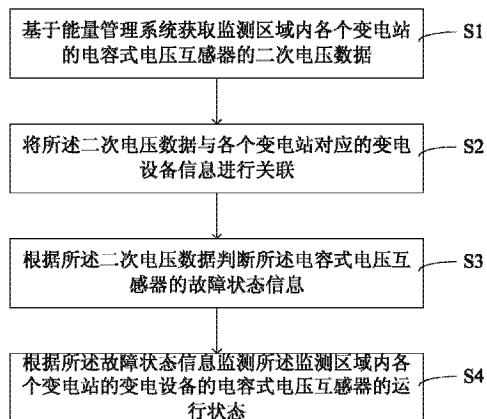 基于能量管理系统获取监测区域内各个变电站
的电容式电压互感器的二次电压数据
S1
将所述二次电压数据与各个变电站对应的变电
设备信息进行关联
S2
根据所述二次电压数据判断所述电容式电压互
感器的故障状态信息
S3
根据所述故障状态信息监测所述监测区域内各
个变电站的变电设备的电容式电压互感器的运
行状态
S4